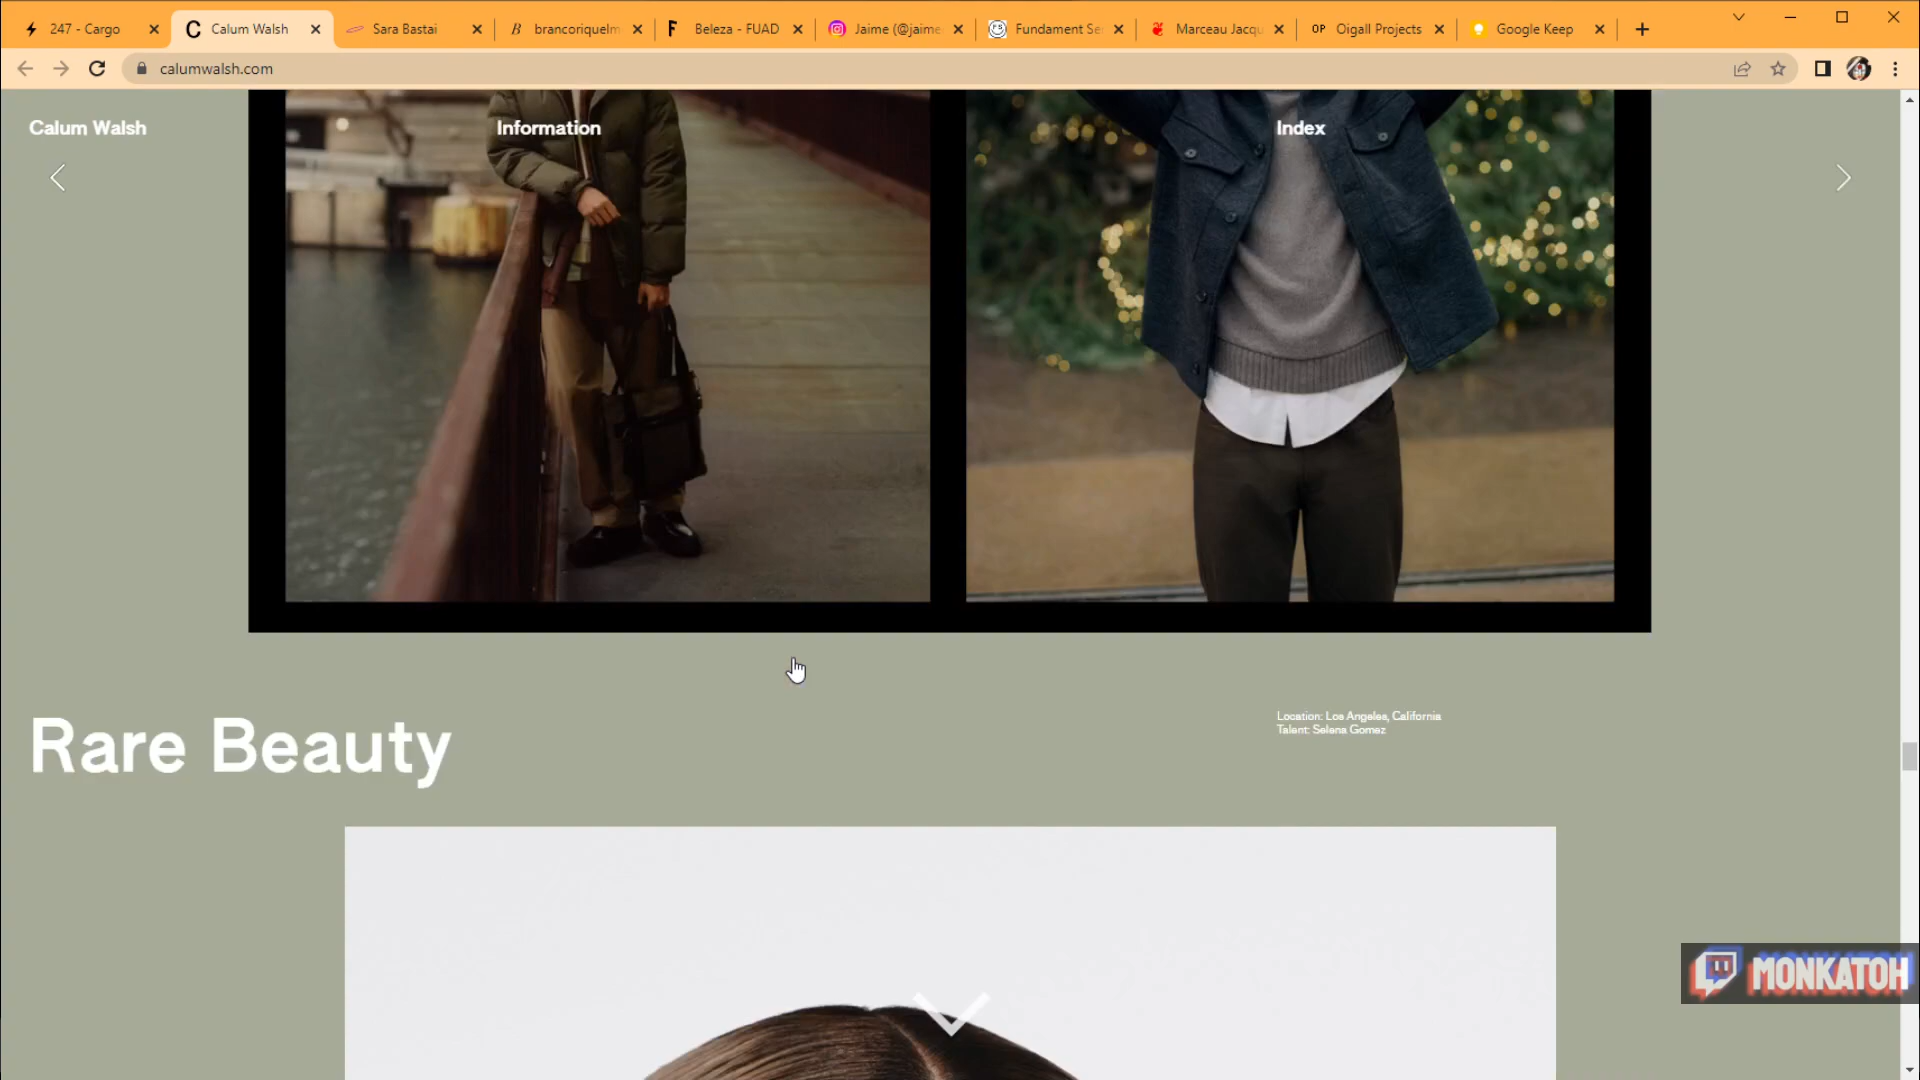 247 - Cargo
Calum Walsh
Sara Bastai
brancoriquelm
Beleza - FUAD
Jaime (@jaime
Fundament Se
Marceau Jacqu
OP Oigall Projects
Google Keep
calumwalsh.com
Calum Walsh
Information
Index
Rare Beauty
Location: Los Angeles, California
Talent: Selena Gomez
MONKATOH